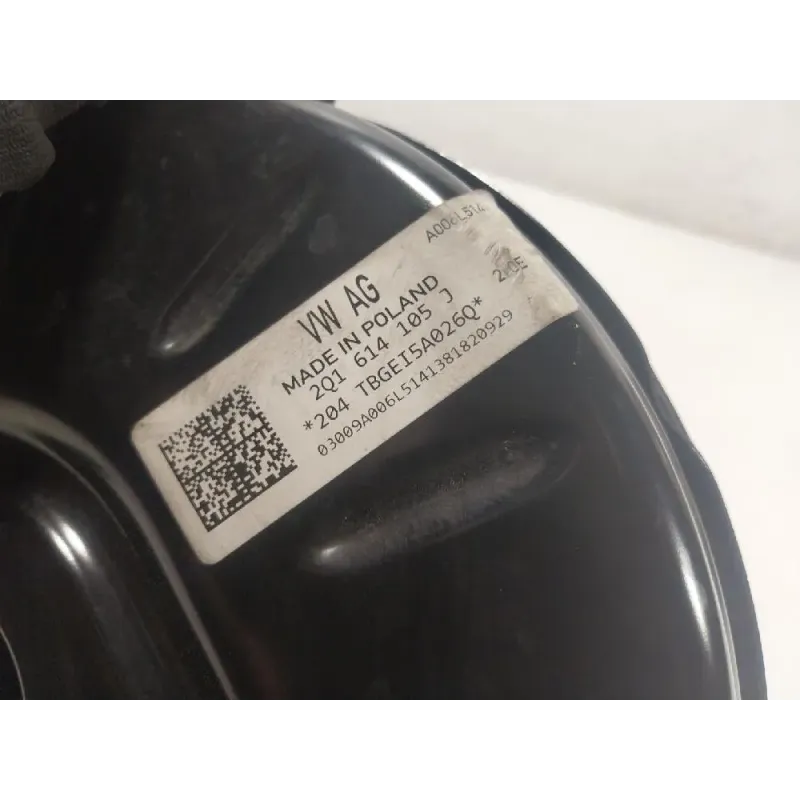 A006L514
VW AG
MADE IN POLAND
2Q1 614 105 J
*204 TBGEI5A026Q*
03009A006L5141381820929